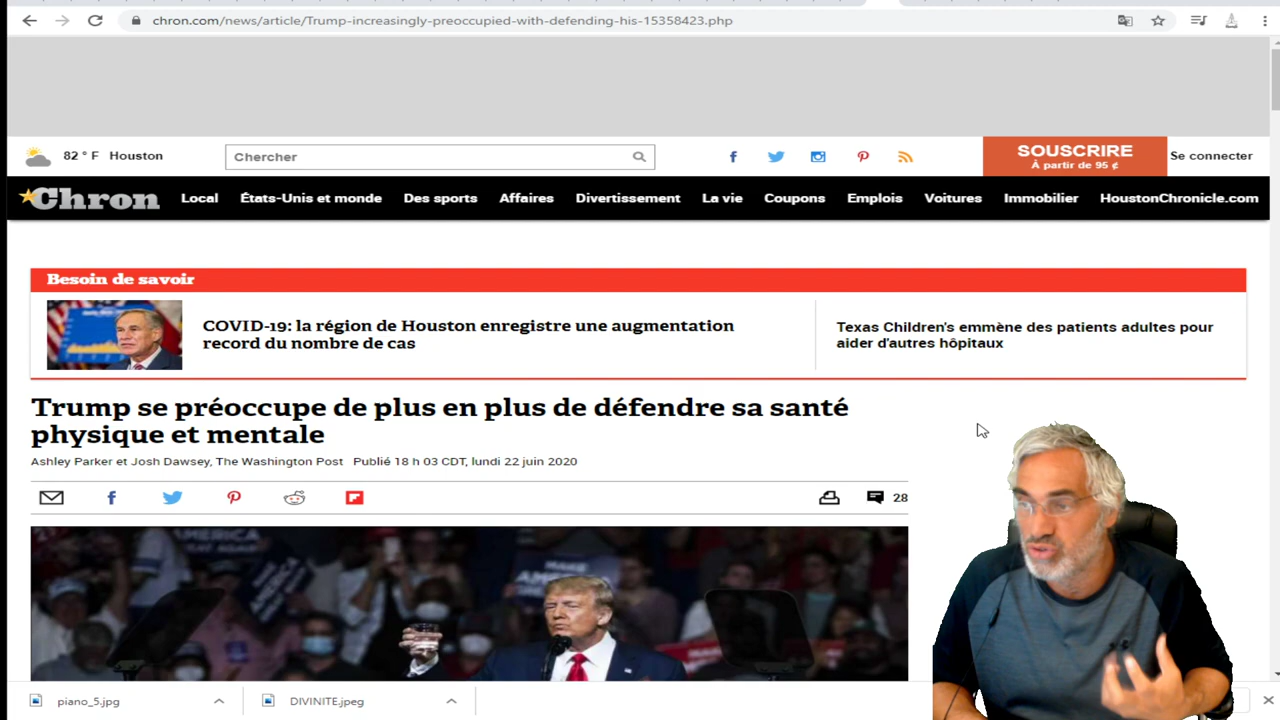 chron.com/news/article/Trump-increasingly-preoccupied-with-defending-his-15358423.php
82 ° F Houston
Chercher
SOUSCRIRE
À partir de 95 ¢
Se connecter
Chron
Local États-Unis et monde Des sports Affaires Divertissement La vie Coupons Emplois Voitures Immobilier HoustonChronicle.com
Besoin de savoir
COVID-19: la région de Houston enregistre une augmentation
record du nombre de cas
Texas Children's emmène des patients adultes pour
aider d'autres hôpitaux
Trump se préoccupe de plus en plus de défendre sa santé
physique et mentale
Ashley Parker et Josh Dawsey, The Washington Post Publié 18 h 03 CDT, lundi 22 juin 2020
28
AMERICA
MAKE
AMERICA
piano_5.jpg
DIVINITE.jpeg